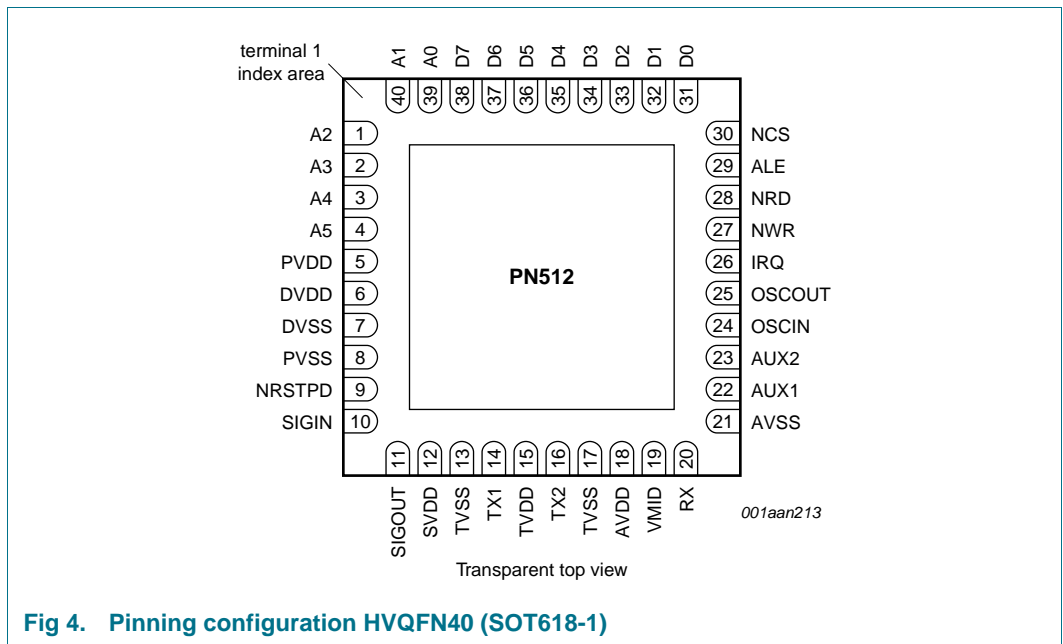 terminal 1
index area
A1
A0
D7
D6
D5
D4
D3
D2
D1
D0
40
39
38
37
36
35
34
33
32
31
A2 1
A3 2
A4 3
A5 4
PVDD 5
DVDD 6
DVSS 7
PVSS 8
NRSTPD 9
SIGIN 10
PN512
30 NCS
29 ALE
28 NRD
27 NWR
26 IRQ
25 OSCOUT
24 OSCIN
23 AUX2
22 AUX1
21 AVSS
11
12
13
14
15
16
17
18
19
20
SIGOUT
SVDD
TVSS
TX1
TVDD
TX2
TVSS
AVDD
VMID
RX
001aan213
Transparent top view
Fig 4. Pinning configuration HVQFN40 (SOT618-1)